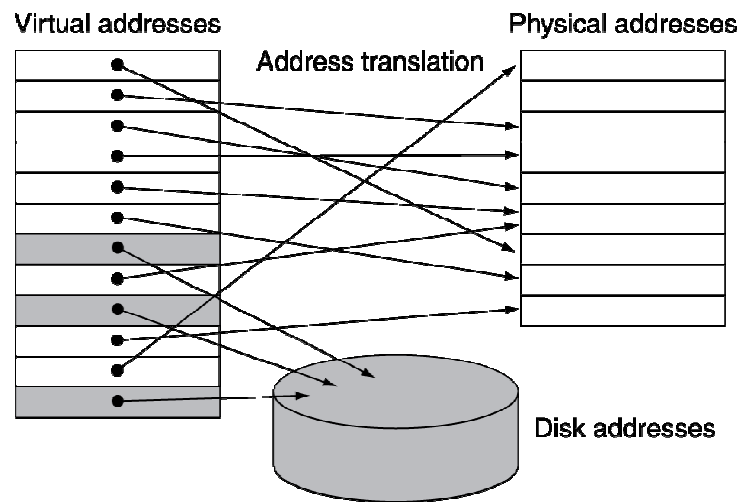 Virtual addresses
Physical addresses
Address translation
Disk addresses